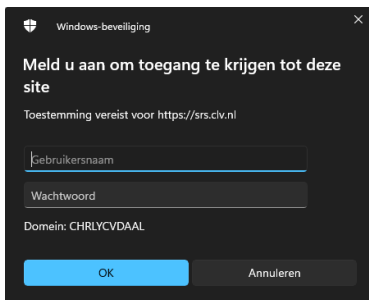 Windows-beveiliging
Meld u aan om toegang te krijgen tot deze
site
Toestemming vereist voor https://srs.clv.nl
Gebruikersnaam
Wachtwoord
Domein: CHRLYCVDAAL
OK
Annuleren